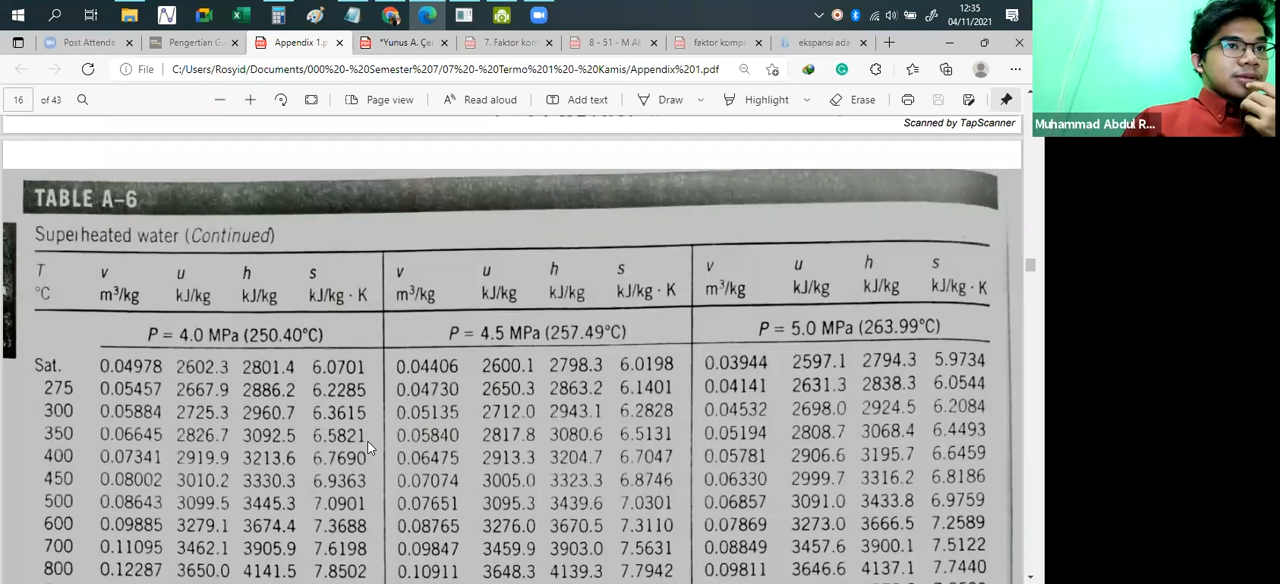 12:35
04/11/2021
Post Attende
Pengertian G
Appendix 1.p
*Yunus A. Çer
7. Faktor kor
8 - 51 - M Ab
faktor kompr
ekspansi ada
File C:/Users/Rosyid/Documents/000%20-%20Semester%207/07%20-%20Termo%201%20-%20Kamis/Appendix%201.pdf
16 of 43 Page view Read aloud Add text Draw Highlight Erase
Muhammad Abdul R...
Scanned by TapScanner
TABLE A–6
Superheated water (Continued)
T v u h s v u h s v u h s
°C m³/kg kJ/kg kJ/kg kJ/kg · K m³/kg kJ/kg kJ/kg kJ/kg · K m³/kg kJ/kg kJ/kg kJ/kg · K
P = 4.0 MPa (250.40°C) P = 4.5 MPa (257.49°C) P = 5.0 MPa (263.99°C)
Sat. 0.04978 2602.3 2801.4 6.0701 0.04406 2600.1 2798.3 6.0198 0.03944 2597.1 2794.3 5.9734
275 0.05457 2667.9 2886.2 6.2285 0.04730 2650.3 2863.2 6.1401 0.04141 2631.3 2838.3 6.0544
300 0.05884 2725.3 2960.7 6.3615 0.05135 2712.0 2943.1 6.2828 0.04532 2698.0 2924.5 6.2084
350 0.06645 2826.7 3092.5 6.5821 0.05840 2817.8 3080.6 6.5131 0.05194 2808.7 3068.4 6.4493
400 0.07341 2919.9 3213.6 6.7690 0.06475 2913.3 3204.7 6.7047 0.05781 2906.6 3195.7 6.6459
450 0.08002 3010.2 3330.3 6.9363 0.07074 3005.0 3323.3 6.8746 0.06330 2999.7 3316.2 6.8186
500 0.08643 3099.5 3445.3 7.0901 0.07651 3095.3 3439.6 7.0301 0.06857 3091.0 3433.8 6.9759
600 0.09885 3279.1 3674.4 7.3688 0.08765 3276.0 3670.5 7.3110 0.07869 3273.0 3666.5 7.2589
700 0.11095 3462.1 3905.9 7.6198 0.09847 3459.9 3903.0 7.5631 0.08849 3457.6 3900.1 7.5122
800 0.12287 3650.0 4141.5 7.8502 0.10911 3648.3 4139.3 7.7942 0.09811 3646.6 4137.1 7.7440